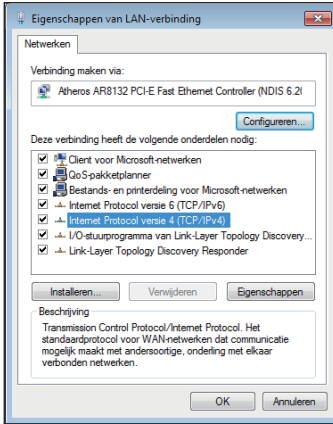 Eigenschappen van LAN-verbinding
Netwerken
Verbinding maken via:
Atheros AR8132 PCI-E Fast Ethernet Controller (NDIS 6.2(
Configureren...
Deze verbinding heeft de volgende onderdelen nodig:
Client voor Microsoft-netwerken
QoS-pakketplanner
Bestands- en printerdeling voor Microsoft-netwerken
Internet Protocol versie 6 (TCP/IPv6)
Internet Protocol versie 4 (TCP/IPv4)
I/O-stuurprogramma van Link-Layer Topology Discovery...
Link-Layer Topology Discovery Responder
Installeren... Verwijderen Eigenschappen
Beschrijving
Transmission Control Protocol/Internet Protocol. Het
standaardprotocol voor WAN-netwerken dat communicatie
mogelijk maakt met andersoortige, onderling met elkaar
verbonden netwerken.
OK Annuleren